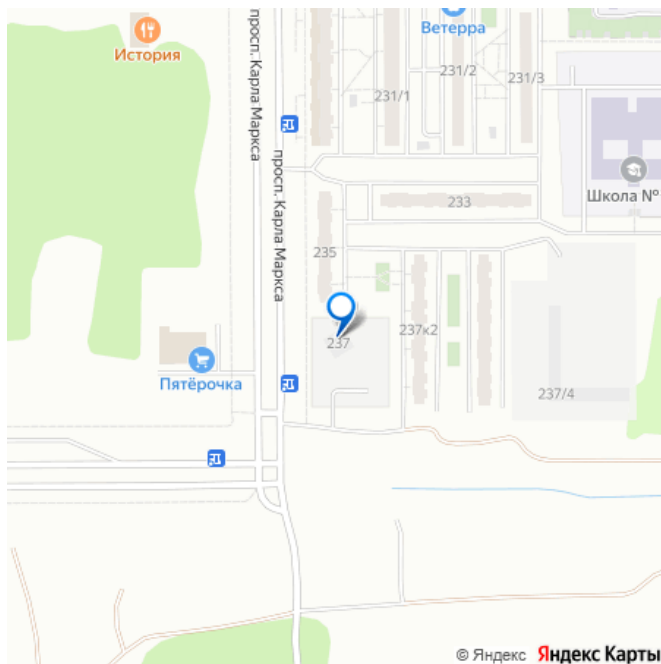 История
Ветерра
231/2
231/3
231/1
просп. Карла Маркса
просп. Карла Маркса
Школа №
233
235
237
237к2
Пятёрочка
237/4
© Яндекс Яндекс Карты